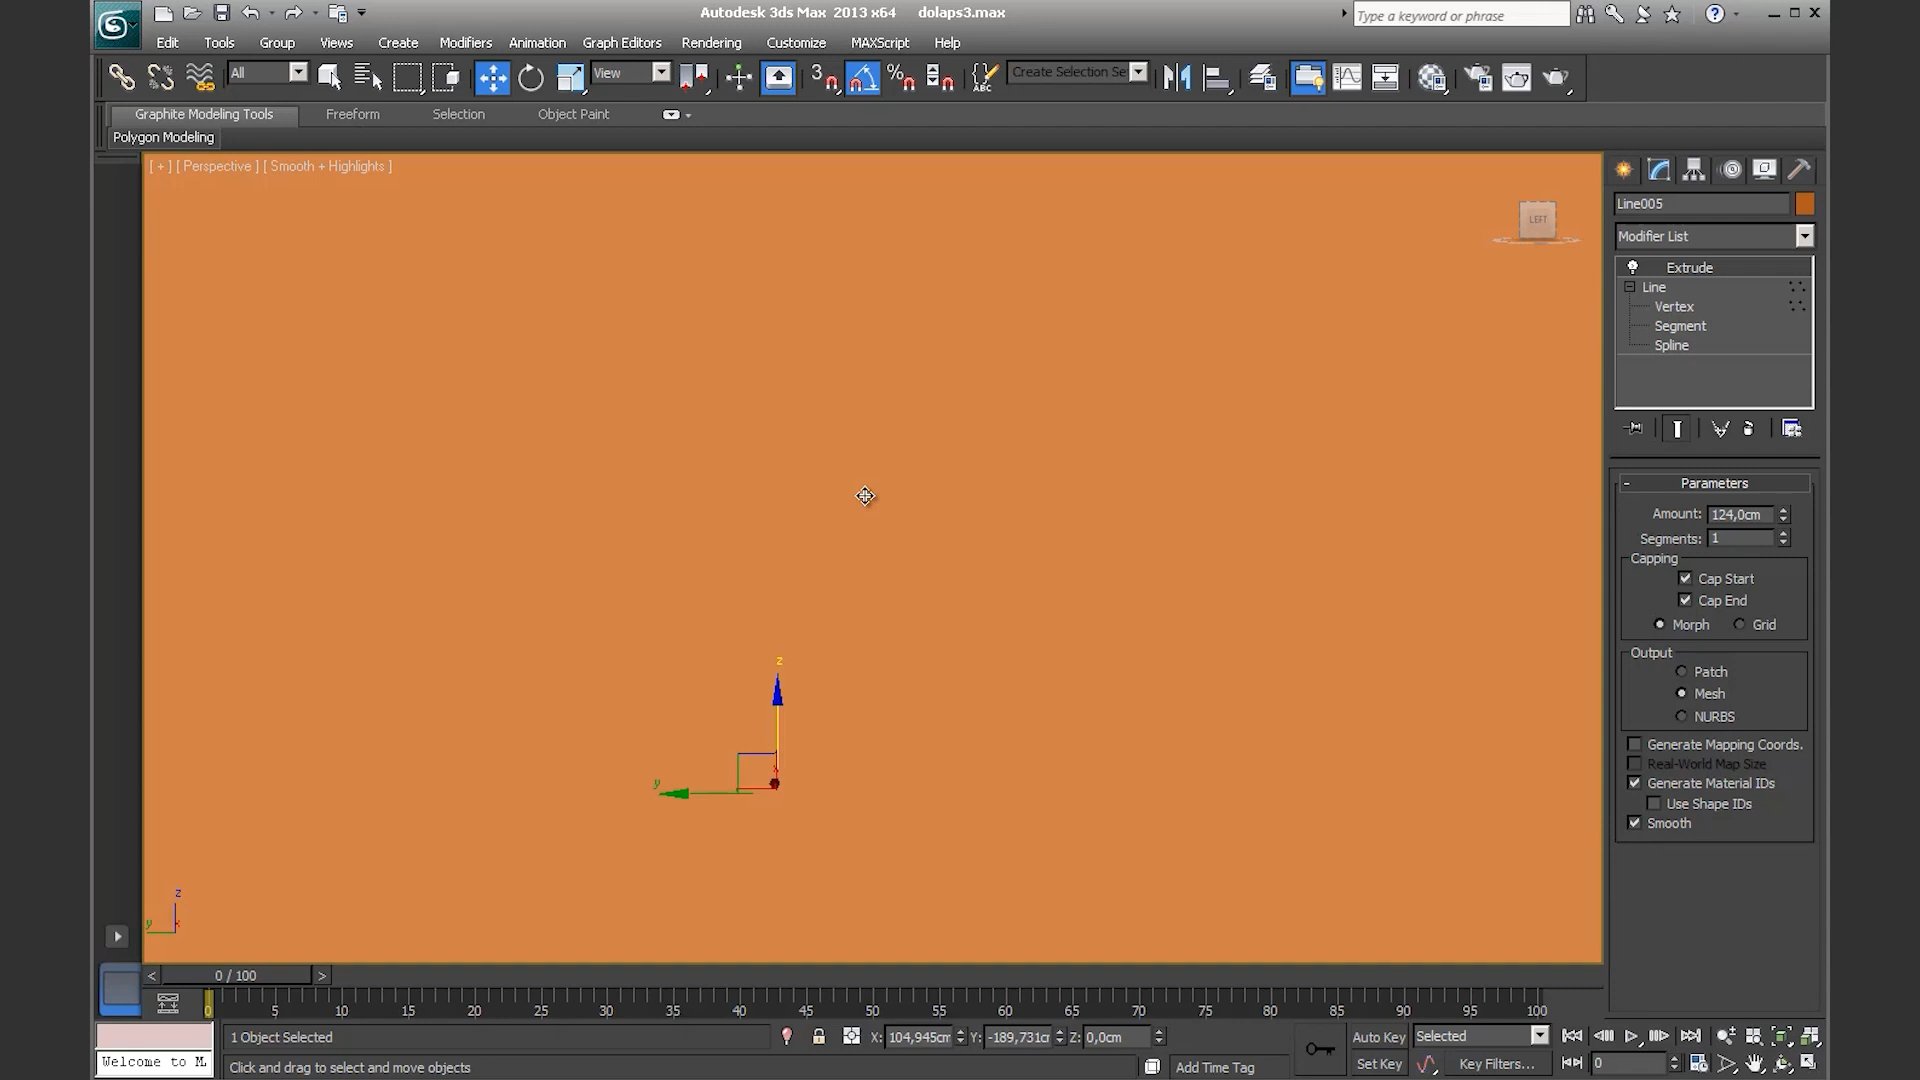 Autodesk 3ds Max 2013 x64 dolaps3.max
Type a keyword or phrase
Edit Tools Group Views Create Modifiers Animation Graph Editors Rendering Customize MAXScript Help
All View 3 % ABC Create Selection Se
Graphite Modeling Tools Freeform Selection Object Paint
Polygon Modeling
[ + ] [ Perspective ] [ Smooth + Highlights ]
LEFT
Line005
Modifier List
Extrude
Line
Vertex
Segment
Spline
Parameters
Amount: 124,0cm
Segments: 1
Capping
Cap Start
Cap End
Morph Grid
Output
Patch
Mesh
NURBS
Generate Mapping Coords.
Real-World Map Size
Generate Material IDs
Use Shape IDs
Smooth
z
x
y
z
y x
< 0 / 100 >
0 5 10 15 20 25 30 35 40 45 50 55 60 65 70 75 80 85 90 95 100
1 Object Selected X: 104,945cm Y: -189,731cm Z: 0,0cm Auto Key Selected
Welcome to M. Click and drag to select and move objects Add Time Tag Set Key Key Filters... 0